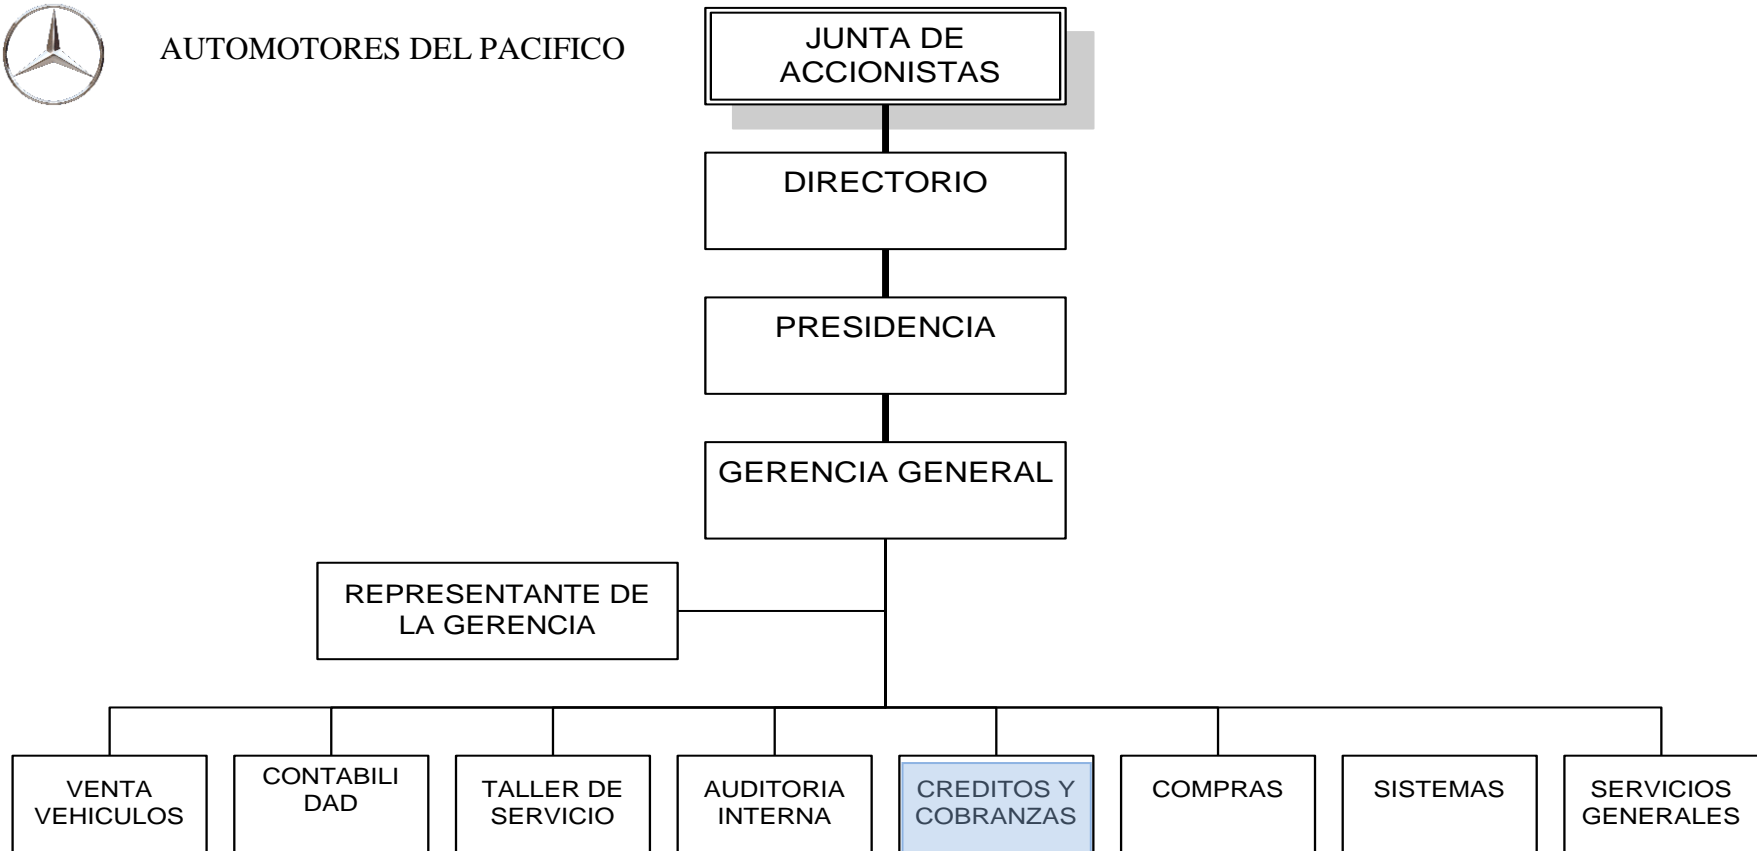 AUTOMOTORES DEL PACIFICO
JUNTA DE
ACCIONISTAS
DIRECTORIO
PRESIDENCIA
GERENCIA GENERAL
REPRESENTANTE DE
LA GERENCIA
VENTA
VEHICULOS
CONTABILI
DAD
TALLER DE
SERVICIO
AUDITORIA
INTERNA
CREDITOS Y
COBRANZAS
COMPRAS
SISTEMAS
SERVICIOS
GENERALES